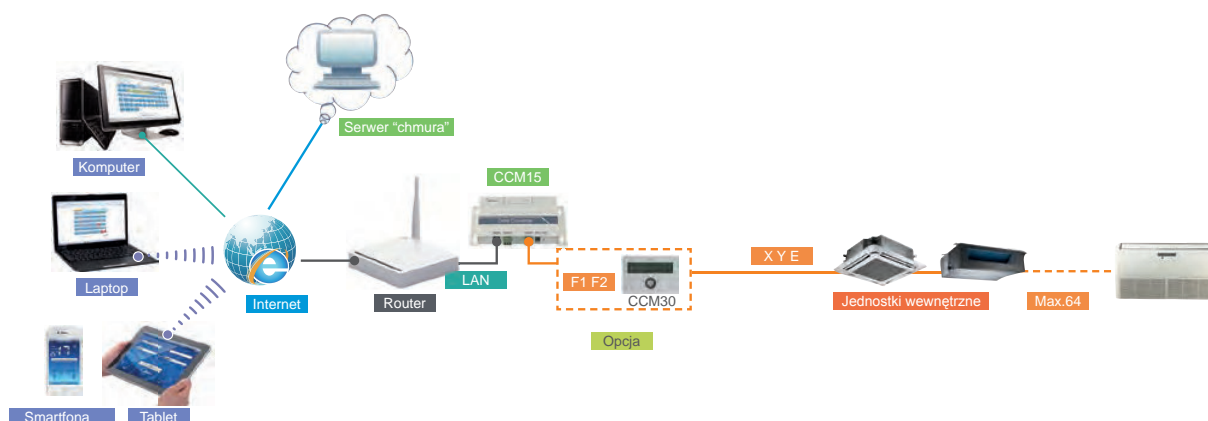 Serwer “chmura”
Komputer
CCM15
Laptop
Internet
Router
LAN
F1 F2
CCM30
X Y E
Jednostki wewnętrzne
Max.64
Opcja
Smartfona
Tablet